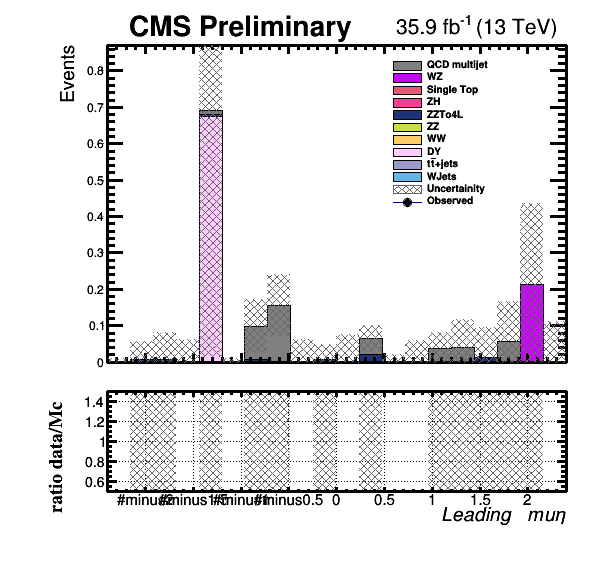 CMS Preliminary 35.9 fb⁻¹ (13 TeV)
Events
0.8
0.7
0.6
0.5
0.4
0.3
0.2
0.1
0
QCD multijet
WZ
Single Top
ZH
ZZTo4L
ZZ
WW
DY
tt̄+jets
WJets
Uncertainity
Observed
ratio data/Mc
1.4
1.2
1
0.8
0.6
#minus2 #minus1.5 #minus1 #minus0.5 0 0.5 1 1.5 2
Leading muη